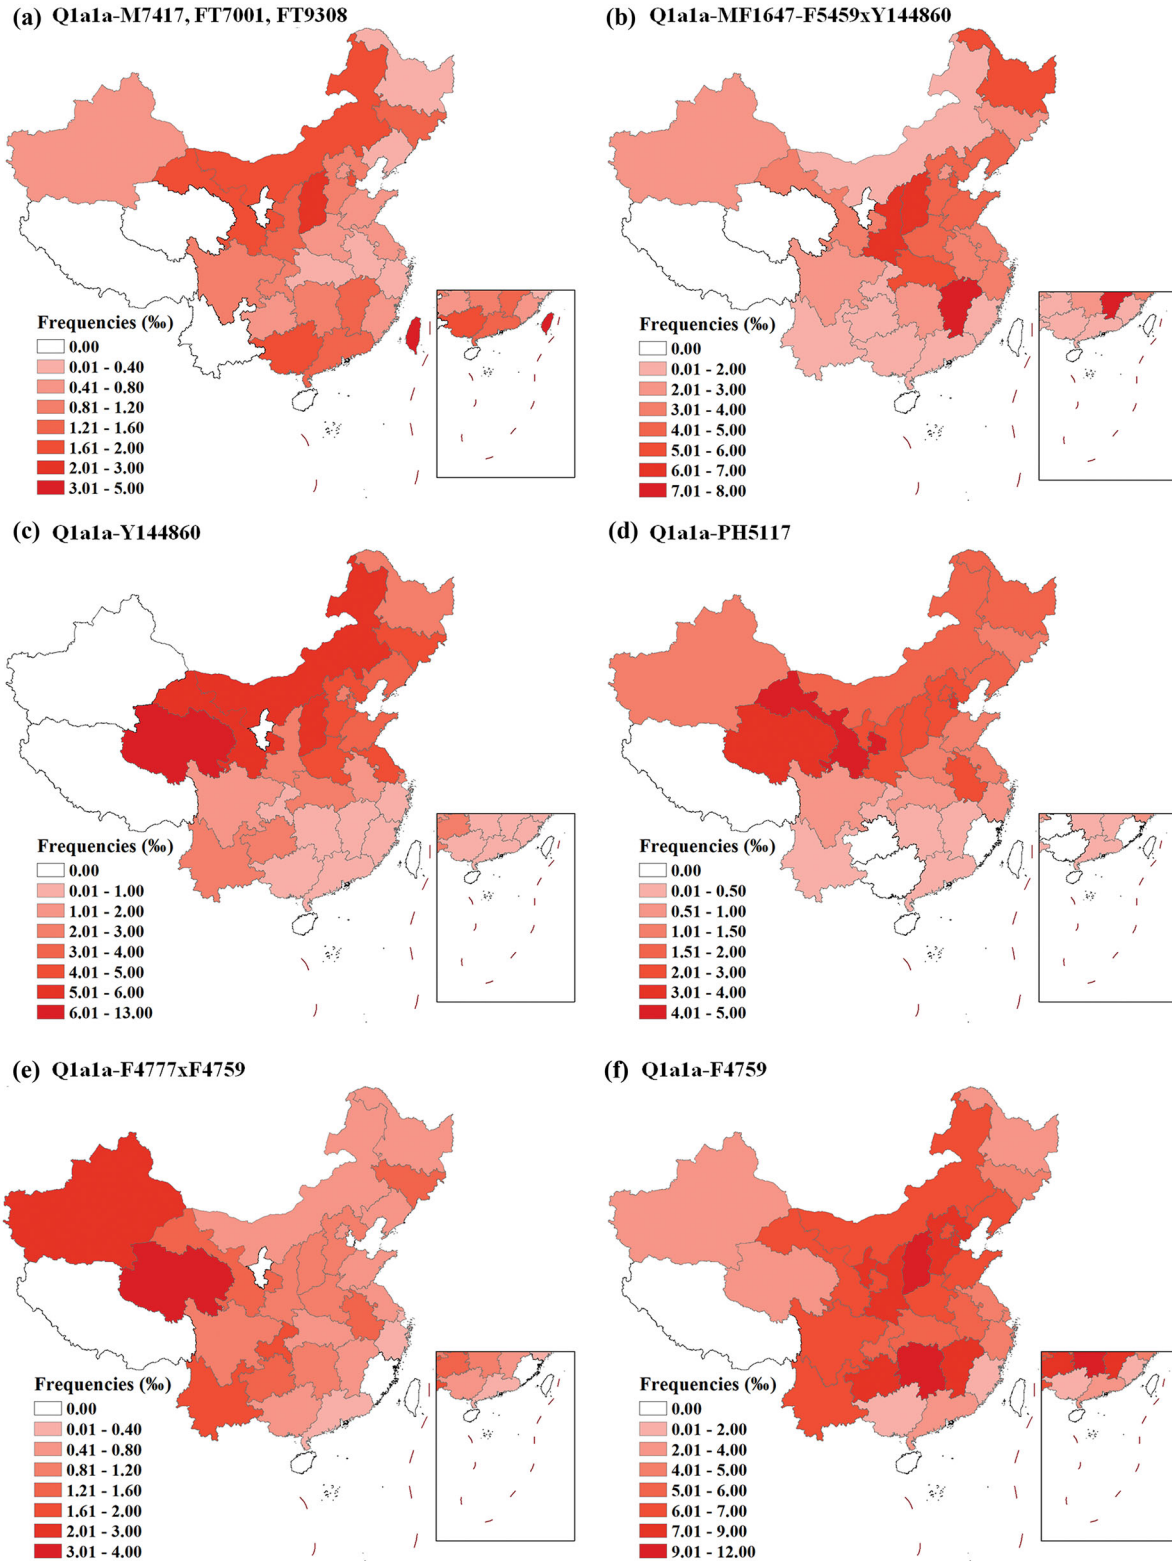 (a) Q1a1a-M7417, FT7001, FT9308
Frequencies (‰)
0.00
0.01 - 0.40
0.41 - 0.80
0.81 - 1.20
1.21 - 1.60
1.61 - 2.00
2.01 - 3.00
3.01 - 5.00
(b) Q1a1a-MF1647-F5459xY144860
Frequencies (‰)
0.00
0.01 - 2.00
2.01 - 3.00
3.01 - 4.00
4.01 - 5.00
5.01 - 6.00
6.01 - 7.00
7.01 - 8.00
(c) Q1a1a-Y144860
Frequencies (‰)
0.00
0.01 - 1.00
1.01 - 2.00
2.01 - 3.00
3.01 - 4.00
4.01 - 5.00
5.01 - 6.00
6.01 - 13.00
(d) Q1a1a-PH5117
Frequencies (‰)
0.00
0.01 - 0.50
0.51 - 1.00
1.01 - 1.50
1.51 - 2.00
2.01 - 3.00
3.01 - 4.00
4.01 - 5.00
(e) Q1a1a-F4777xF4759
Frequencies (‰)
0.00
0.01 - 0.40
0.41 - 0.80
0.81 - 1.20
1.21 - 1.60
1.61 - 2.00
2.01 - 3.00
3.01 - 4.00
(f) Q1a1a-F4759
Frequencies (‰)
0.00
0.01 - 2.00
2.01 - 4.00
4.01 - 5.00
5.01 - 6.00
6.01 - 7.00
7.01 - 9.00
9.01 - 12.00